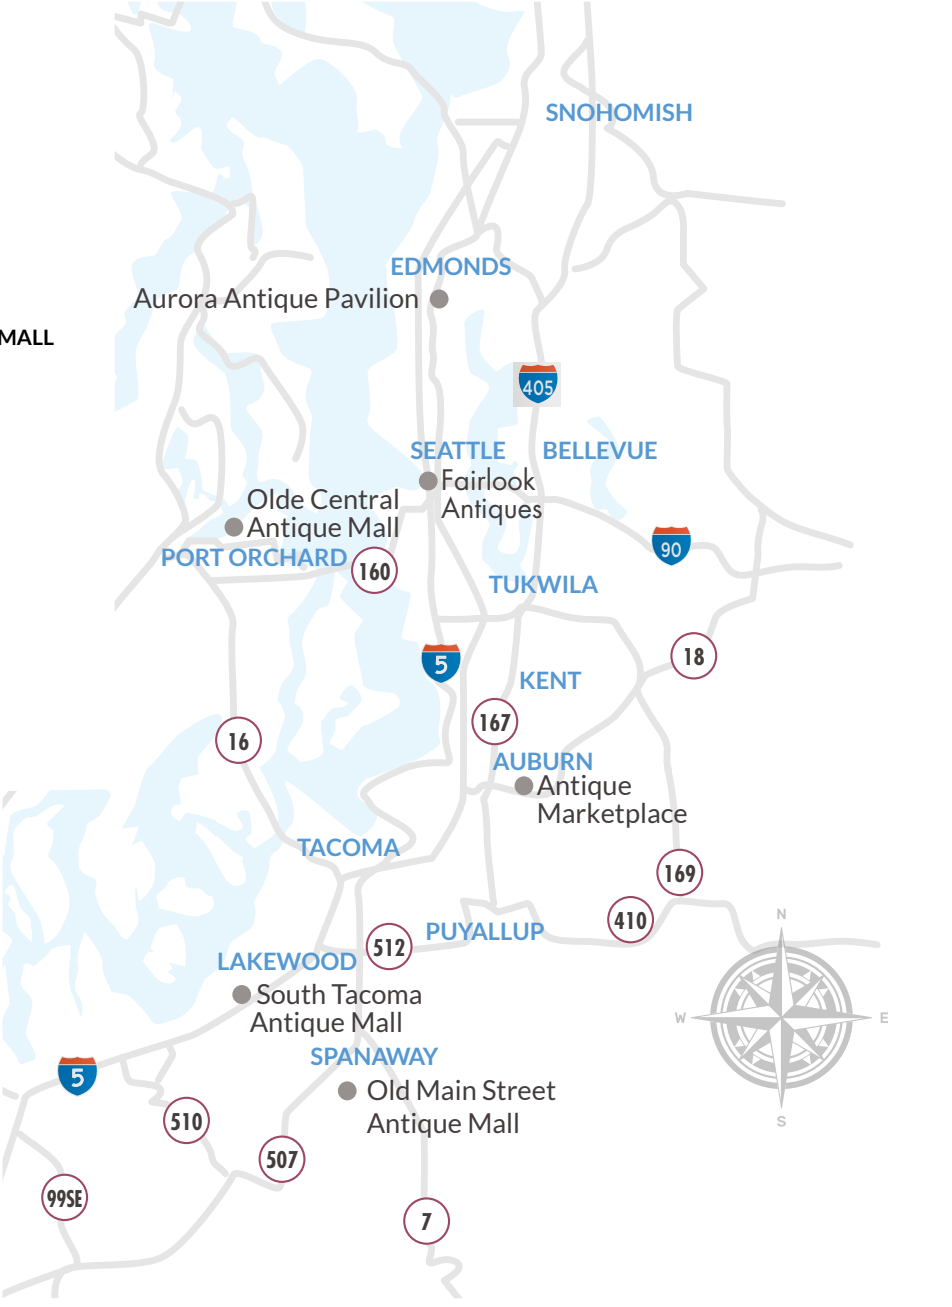 SNOHOMISH
EDMONDS
Aurora Antique Pavilion
MALL
405
SEATTLE
BELLEVUE
Fairlook
Antiques
Olde Central
Antique Mall
PORT ORCHARD
160
90
TUKWILA
5
18
KENT
167
16
AUBURN
Antique
Marketplace
TACOMA
169
410
PUYALLUP
512
LAKEWOOD
South Tacoma
Antique Mall
N
W
E
S
SPANAWAY
5
Old Main Street
Antique Mall
510
507
99SE
7